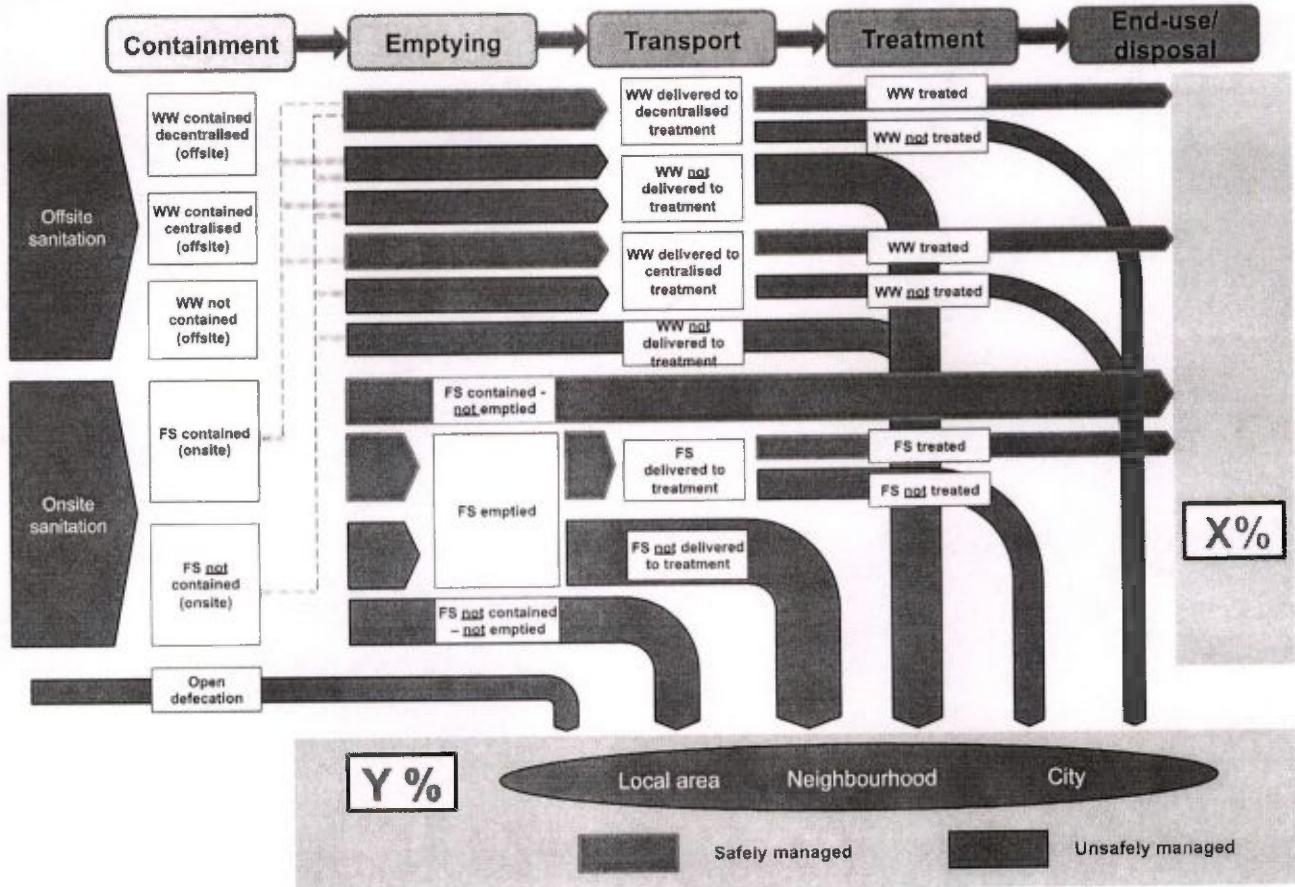 Containment
Emptying
Transport
Treatment
End-use/
disposal
Offsite
sanitation
WW contained
decentralised
(offsite)
WW contained
centralised
(offsite)
WW not
contained
(offsite)
WW delivered to
decentralised
treatment
WW not
delivered to
treatment
WW delivered to
centralised
treatment
WW not
delivered to
treatment
WW treated
WW not treated
WW treated
WW not treated
Onsite
sanitation
FS contained
(onsite)
FS not
contained
(onsite)
FS contained -
not emptied
FS emptied
FS
delivered to
treatment
FS treated
FS not treated
FS not delivered
to treatment
FS not contained
– not emptied
Open
defecation
X%
Y %
Local area
Neighbourhood
City
Safely managed
Unsafely managed